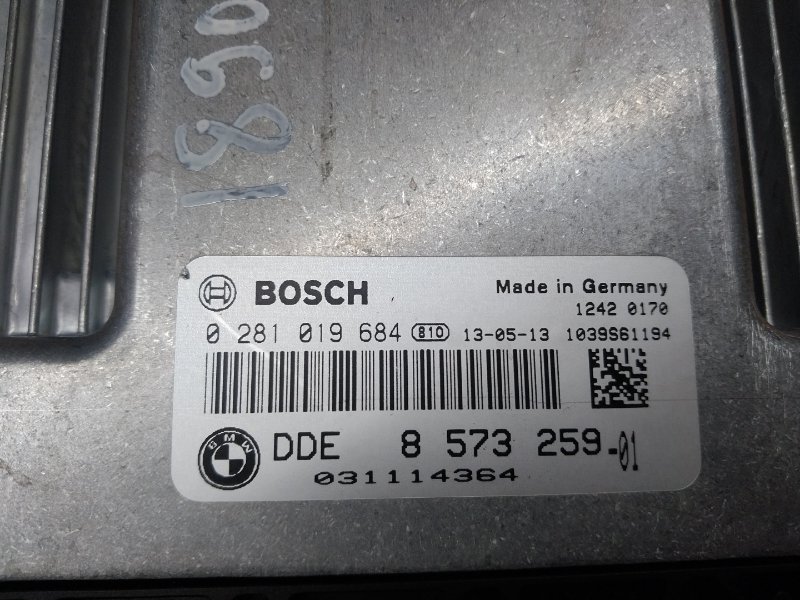 1890
BOSCH Made in Germany
1242 0170
0 281 019 684 810 13-05-13 1039S61194
BMW DDE 8 573 259-01
031114364